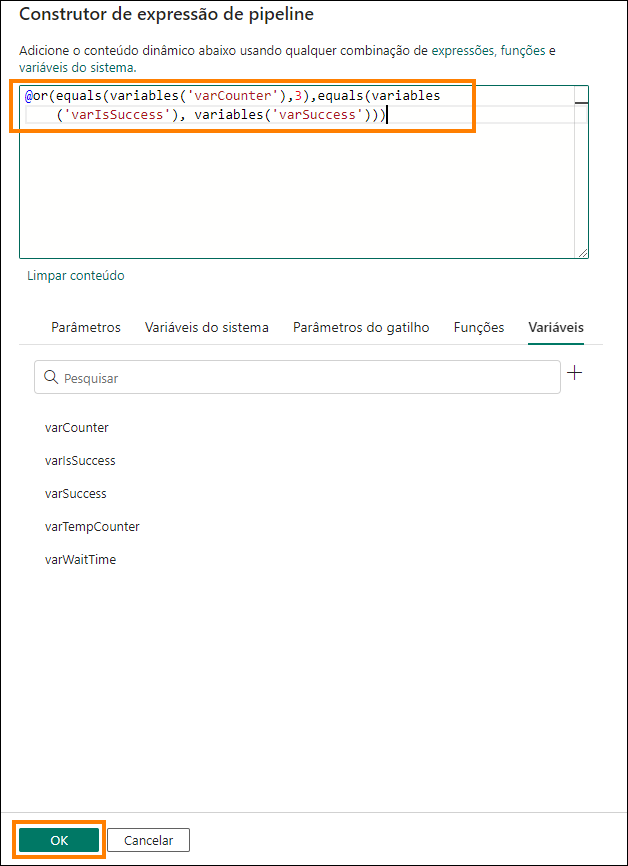 Construtor de expressão de pipeline
Adicione o conteúdo dinâmico abaixo usando qualquer combinação de expressões, funções e
variáveis do sistema.
@or(equals(variables('varCounter'),3),equals(variables
('varIsSuccess'), variables('varSuccess')))
Limpar conteúdo
Parâmetros Variáveis do sistema Parâmetros do gatilho Funções Variáveis
Pesquisar
varCounter
varIsSuccess
varSuccess
varTempCounter
varWaitTime
OK Cancelar